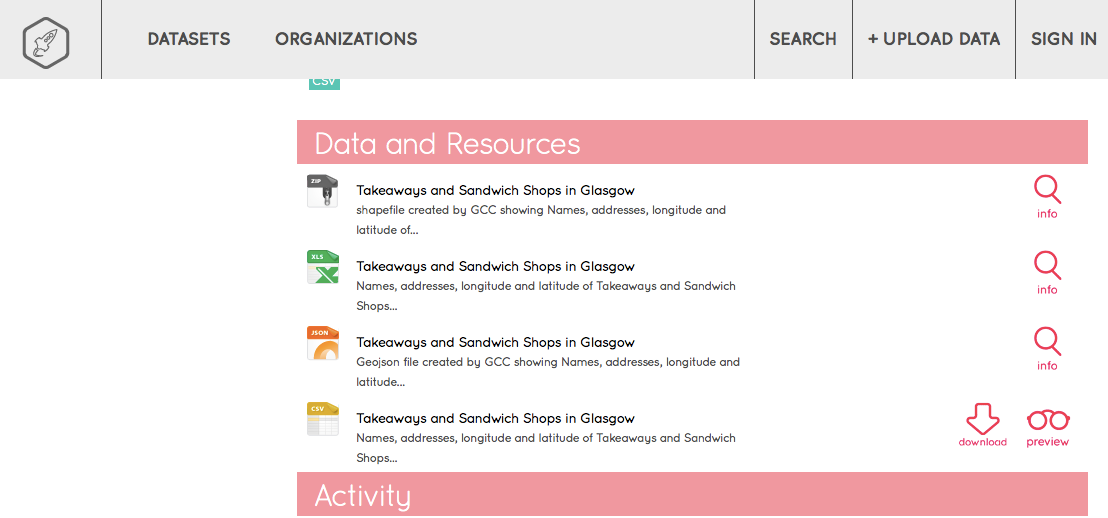 DATASETS
ORGANIZATIONS
SEARCH
+ UPLOAD DATA
SIGN IN
CSV
Data and Resources
ZIP
Takeaways and Sandwich Shops in Glasgow
shapefile created by GCC showing Names, addresses, longitude and
latitude of...
info
XLS
Takeaways and Sandwich Shops in Glasgow
Names, addresses, longitude and latitude of Takeaways and Sandwich
Shops...
info
JSON
Takeaways and Sandwich Shops in Glasgow
Geojson file created by GCC showing Names, addresses, longitude and
latitude...
info
CSV
Takeaways and Sandwich Shops in Glasgow
Names, addresses, longitude and latitude of Takeaways and Sandwich
Shops...
download
preview
Activity